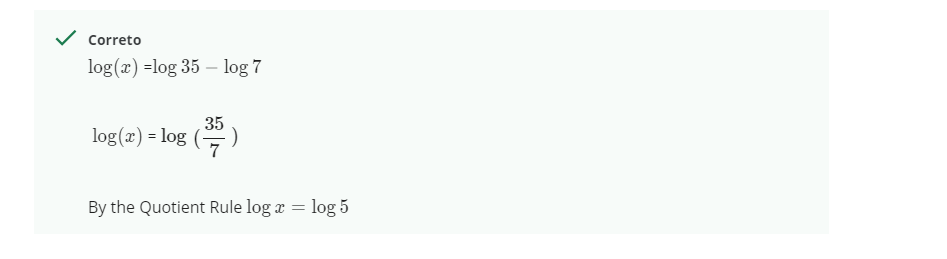 Correto
log(x) =log 35 − log 7
log(x) = log (35/7)
By the Quotient Rule log x = log 5